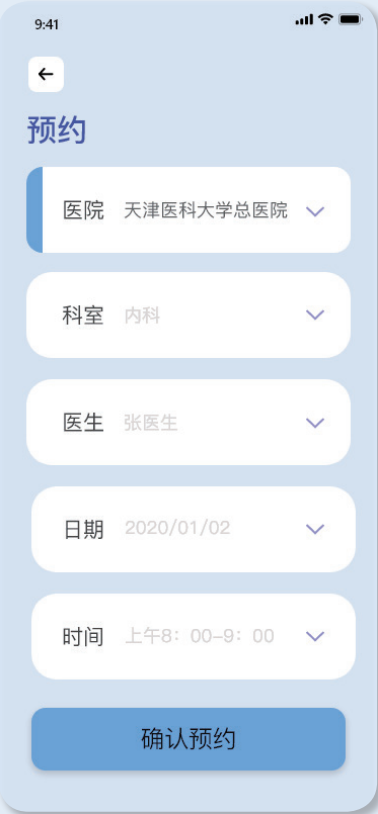 9:41
预约
医院 天津医科大学总医院
科室 内科
医生 张医生
日期 2020/01/02
时间 上午8：00-9：00
确认预约